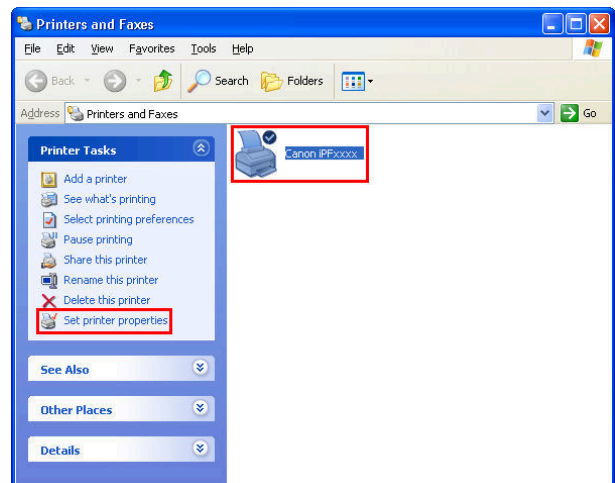 Printers and Faxes
File Edit View Favorites Tools Help
Back Search Folders
Address Printers and Faxes Go
Printer Tasks
Canon iPFxxxx
Add a printer
See what's printing
Select printing preferences
Pause printing
Share this printer
Rename this printer
Delete this printer
Set printer properties
See Also
Other Places
Details